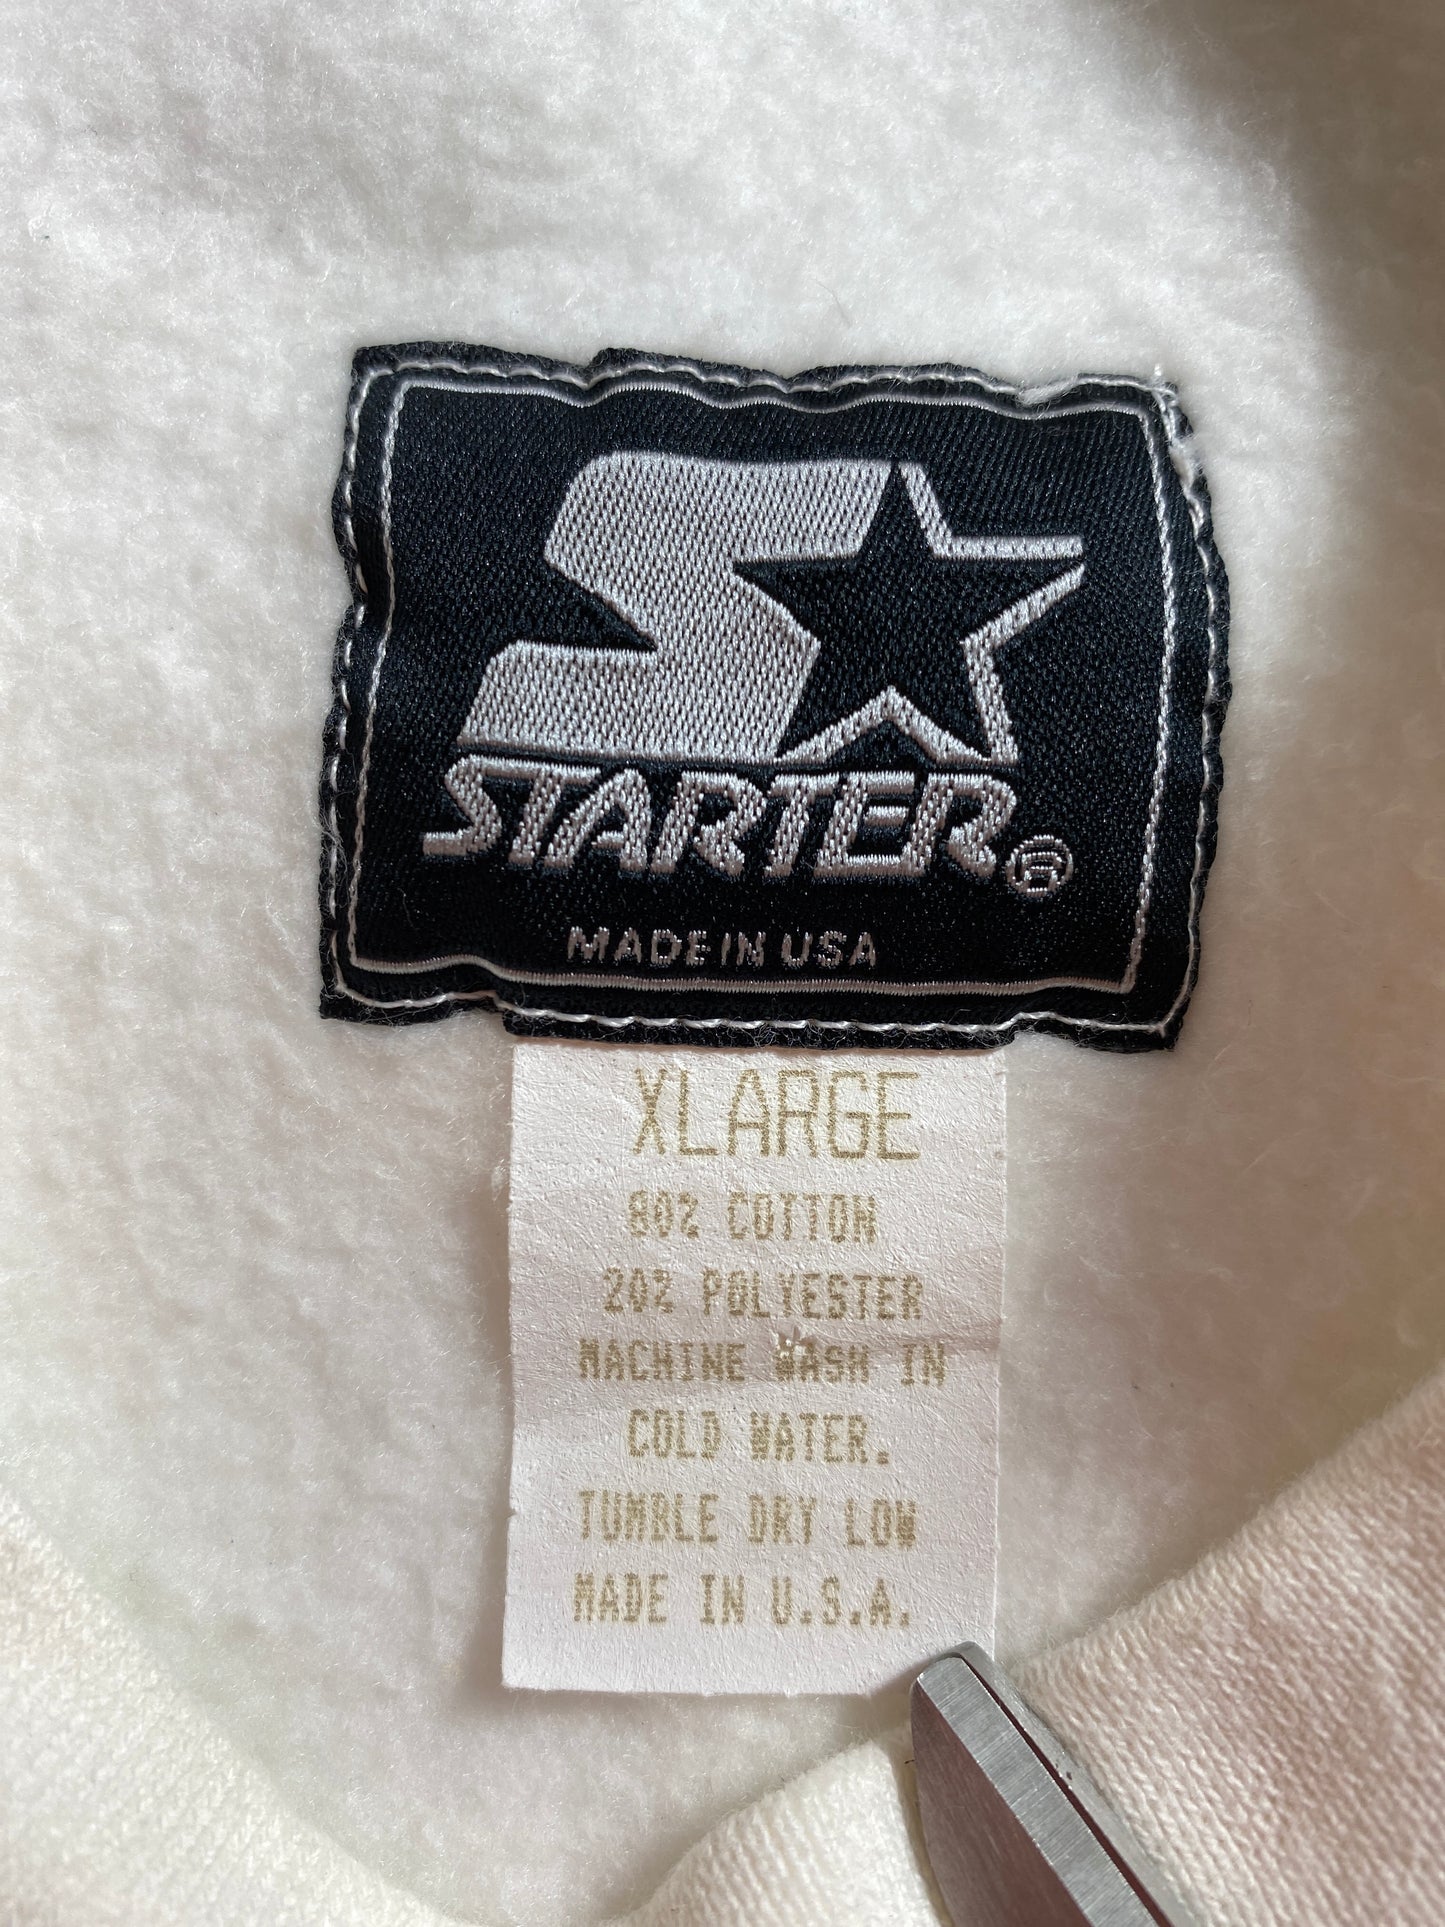 STARTER®
MADE IN USA
XLARGE
80% COTTON
20% POLYESTER
MACHINE WASH IN
COLD WATER.
TUMBLE DRY LOW
MADE IN U.S.A.